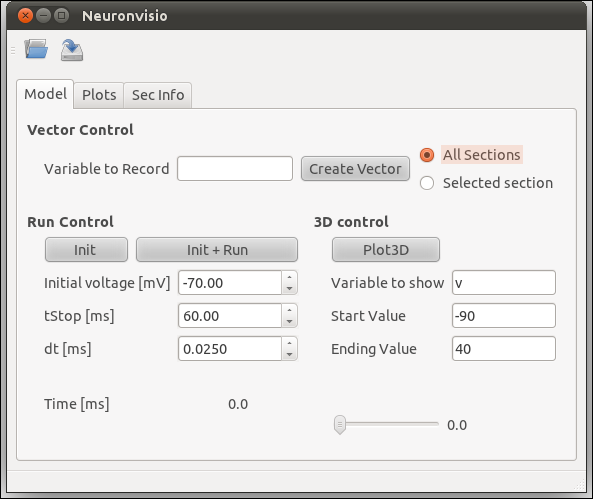 Neuronvisio
Model Plots Sec Info
Vector Control
Variable to Record Create Vector All Sections
Selected section
Run Control 3D control
Init Init + Run Plot3D
Initial voltage [mV] -70.00 Variable to show v
tStop [ms] 60.00 Start Value -90
dt [ms] 0.0250 Ending Value 40
Time [ms] 0.0
0.0